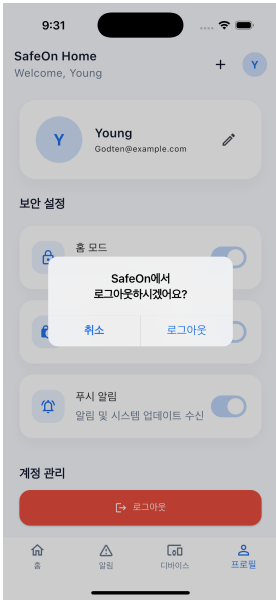 9:31
SafeOn Home
Welcome, Young
Y
Y
Young
Godten@example.com
보안 설정
홈 모드
SafeOn에서
로그아웃하시겠어요?
취소
로그아웃
푸시 알림
알림 및 시스템 업데이트 수신
계정 관리
로그아웃
홈
알림
디바이스
프로필